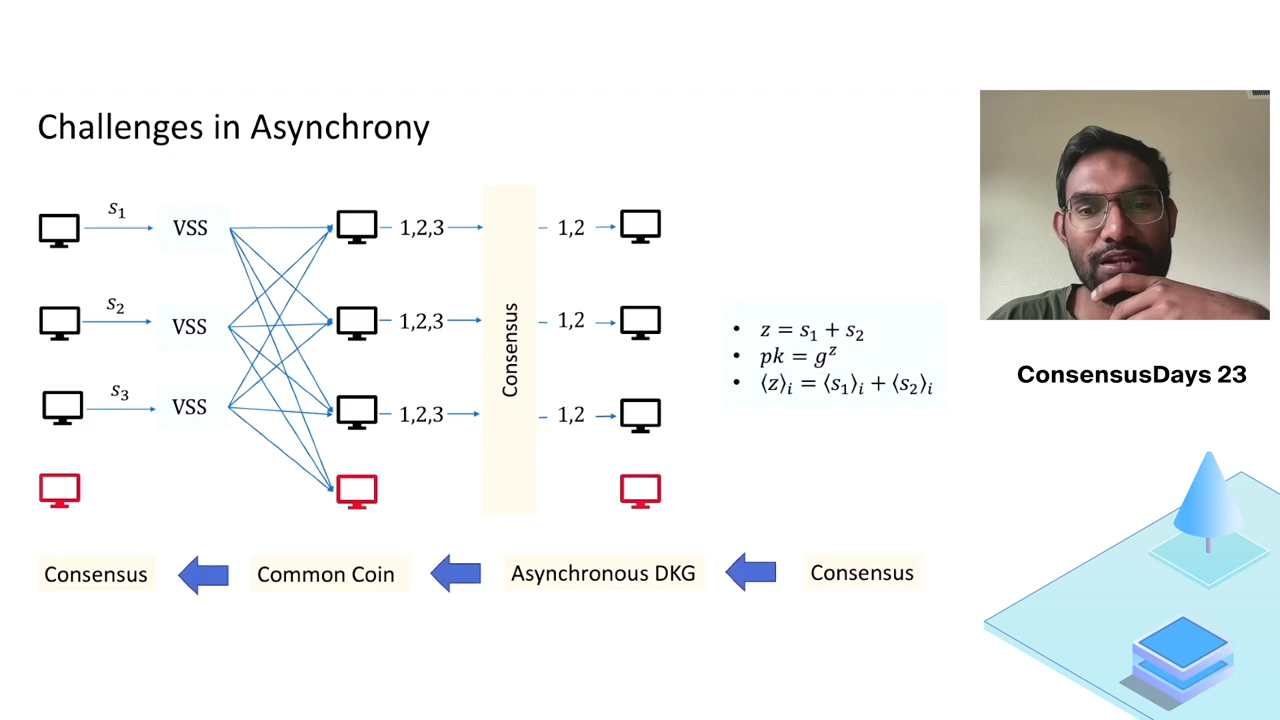 Challenges in Asynchrony
s₁ VSS 1,2,3 1,2
s₂ VSS 1,2,3 1,2
s₃ VSS 1,2,3 1,2
Consensus
• z = s₁ + s₂
• pk = gᶻ
• ⟨z⟩ᵢ = ⟨s₁⟩ᵢ + ⟨s₂⟩ᵢ
Consensus Common Coin Asynchronous DKG Consensus
ConsensusDays 23